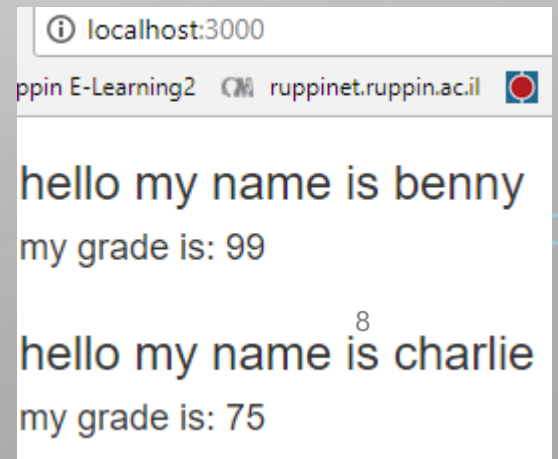 localhost:3000
ppin E-Learning2 ruppinet.ruppin.ac.il
hello my name is benny
my grade is: 99
8
hello my name is charlie
my grade is: 75